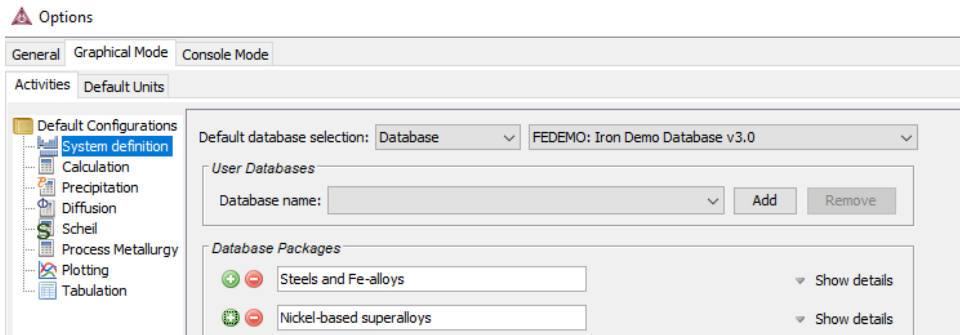 Options
General Graphical Mode Console Mode
Activities Default Units
Default Configurations
System definition
Calculation
Precipitation
Diffusion
Scheil
Process Metallurgy
Plotting
Tabulation
Default database selection: Database FEDEMO: Iron Demo Database v3.0
User Databases
Database name: Add Remove
Database Packages
Steels and Fe-alloys Show details
Nickel-based superalloys Show details